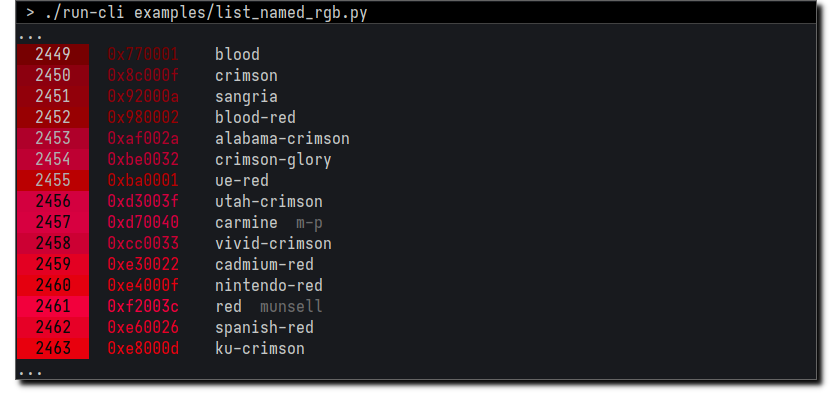 > ./run-cli examples/list_named_rgb.py
...
2449 0x770001 blood
2450 0x8c000f crimson
2451 0x92000a sangria
2452 0x980002 blood-red
2453 0xaf002a alabama-crimson
2454 0xbe0032 crimson-glory
2455 0xba0001 ue-red
2456 0xd3003f utah-crimson
2457 0xd70040 carmine m-p
2458 0xcc0033 vivid-crimson
2459 0xe30022 cadmium-red
2460 0xe4000f nintendo-red
2461 0xf2003c red munsell
2462 0xe60026 spanish-red
2463 0xe8000d ku-crimson
...